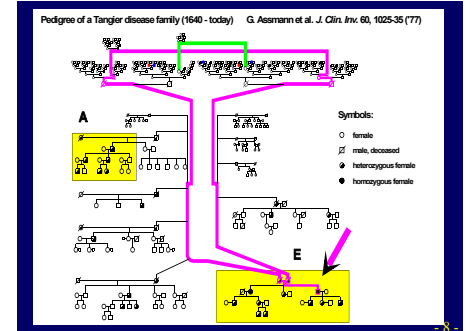 Pedigree of a Tangier disease family (1640 - today) G. Assmann et al. J. Clin. Inv. 60, 1025-35 ('77)
A
Symbols:
female
male, deceased
heterozygous female
homozygous female
E
- 8 -